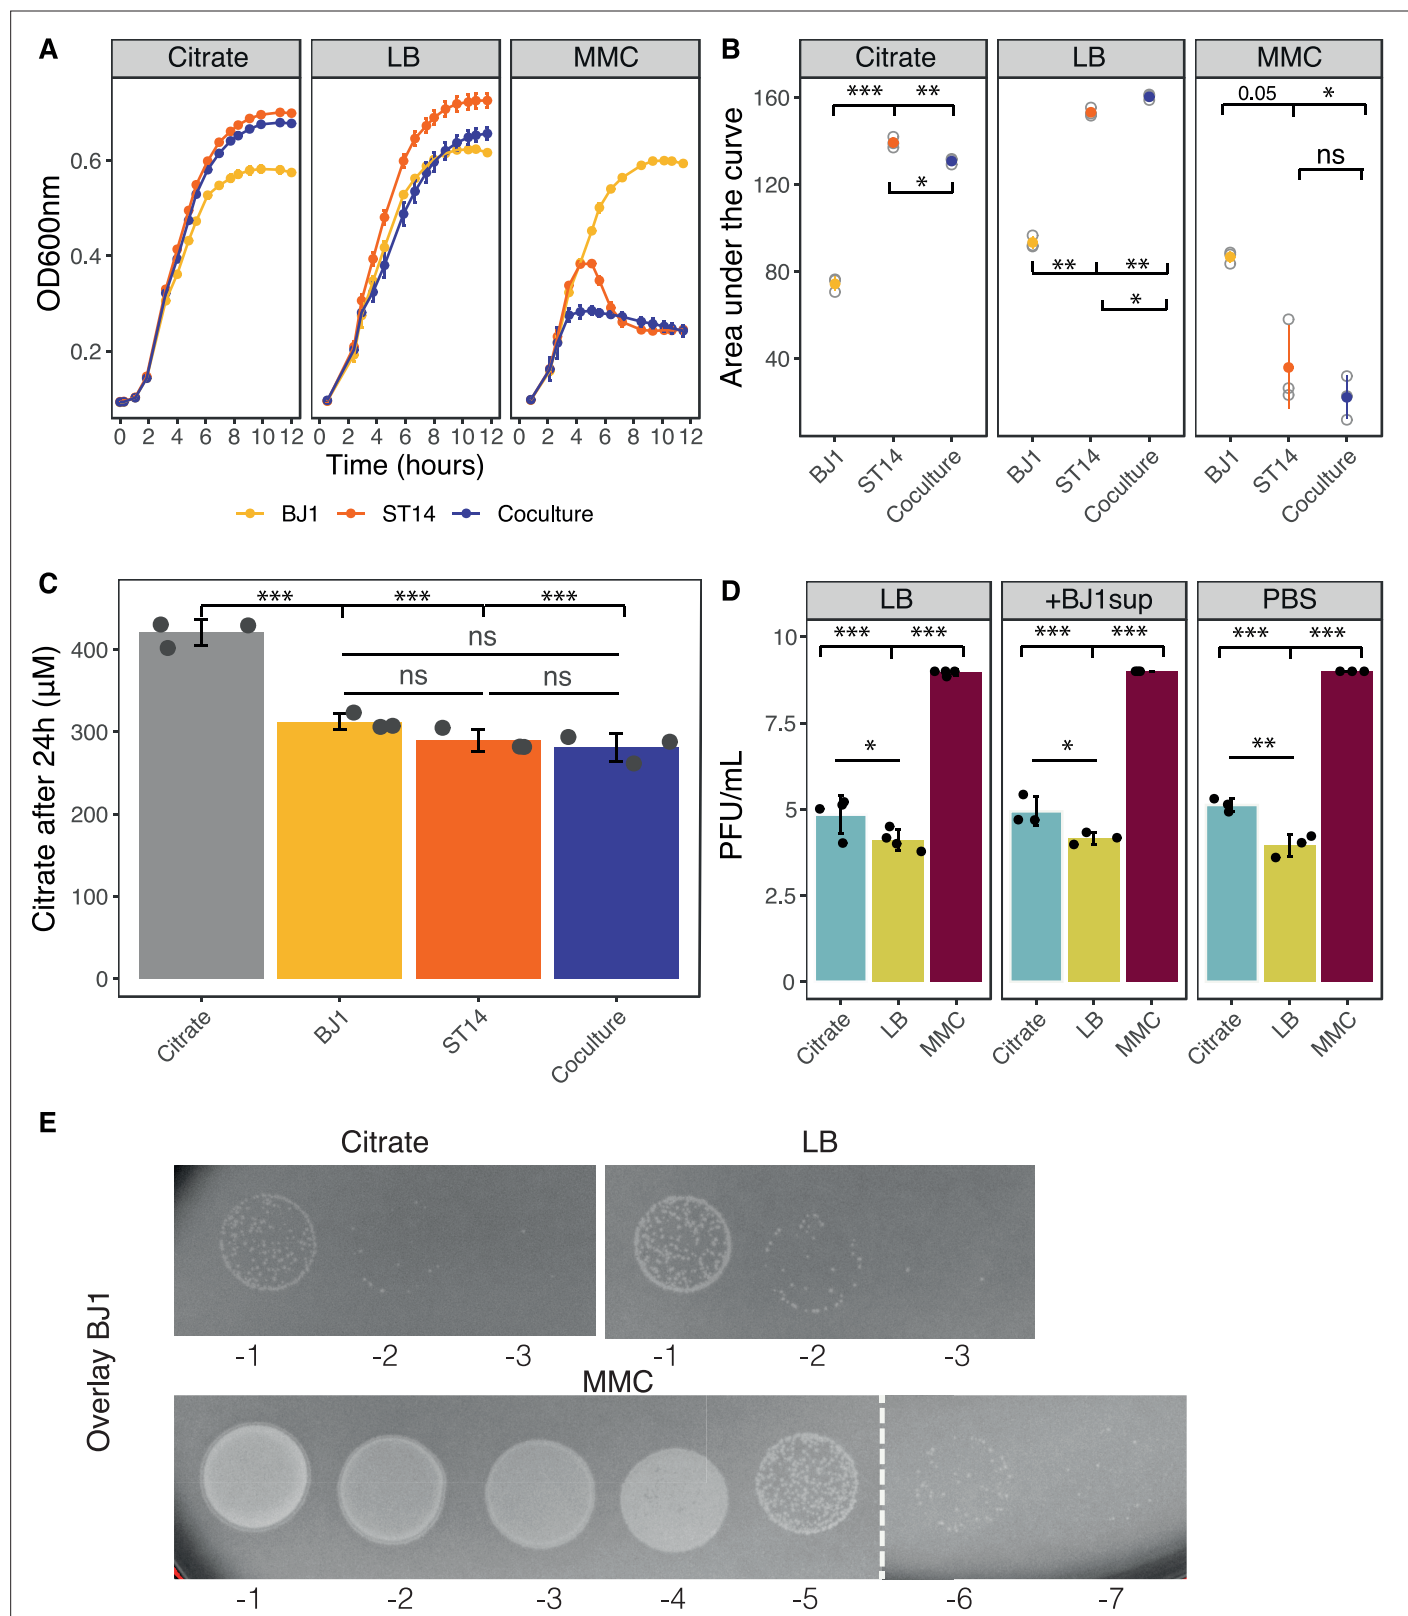 A
Citrate LB MMC
OD600nm
0.6
0.4
0.2
0 2 4 6 8 10 12 0 2 4 6 8 10 12 0 2 4 6 8 10 12
Time (hours)
BJ1 ST14 Coculture
B
Citrate LB MMC
Area under the curve
160
120
80
40
*** ** *
** ** *
0.05 * ns
BJ1 ST14 Coculture BJ1 ST14 Coculture BJ1 ST14 Coculture
C
Citrate after 24h (µM)
400
300
200
100
0
*** *** ***
ns
ns ns
Citrate BJ1 ST14 Coculture
D
LB +BJ1sup PBS
PFU/mL
10
7.5
5
2.5
0
*** *** *** *** *** ***
* * **
Citrate LB MMC Citrate LB MMC Citrate LB MMC
E
Overlay BJ1
Citrate LB
-1 -2 -3 -1 -2 -3
MMC
-1 -2 -3 -4 -5 -6 -7